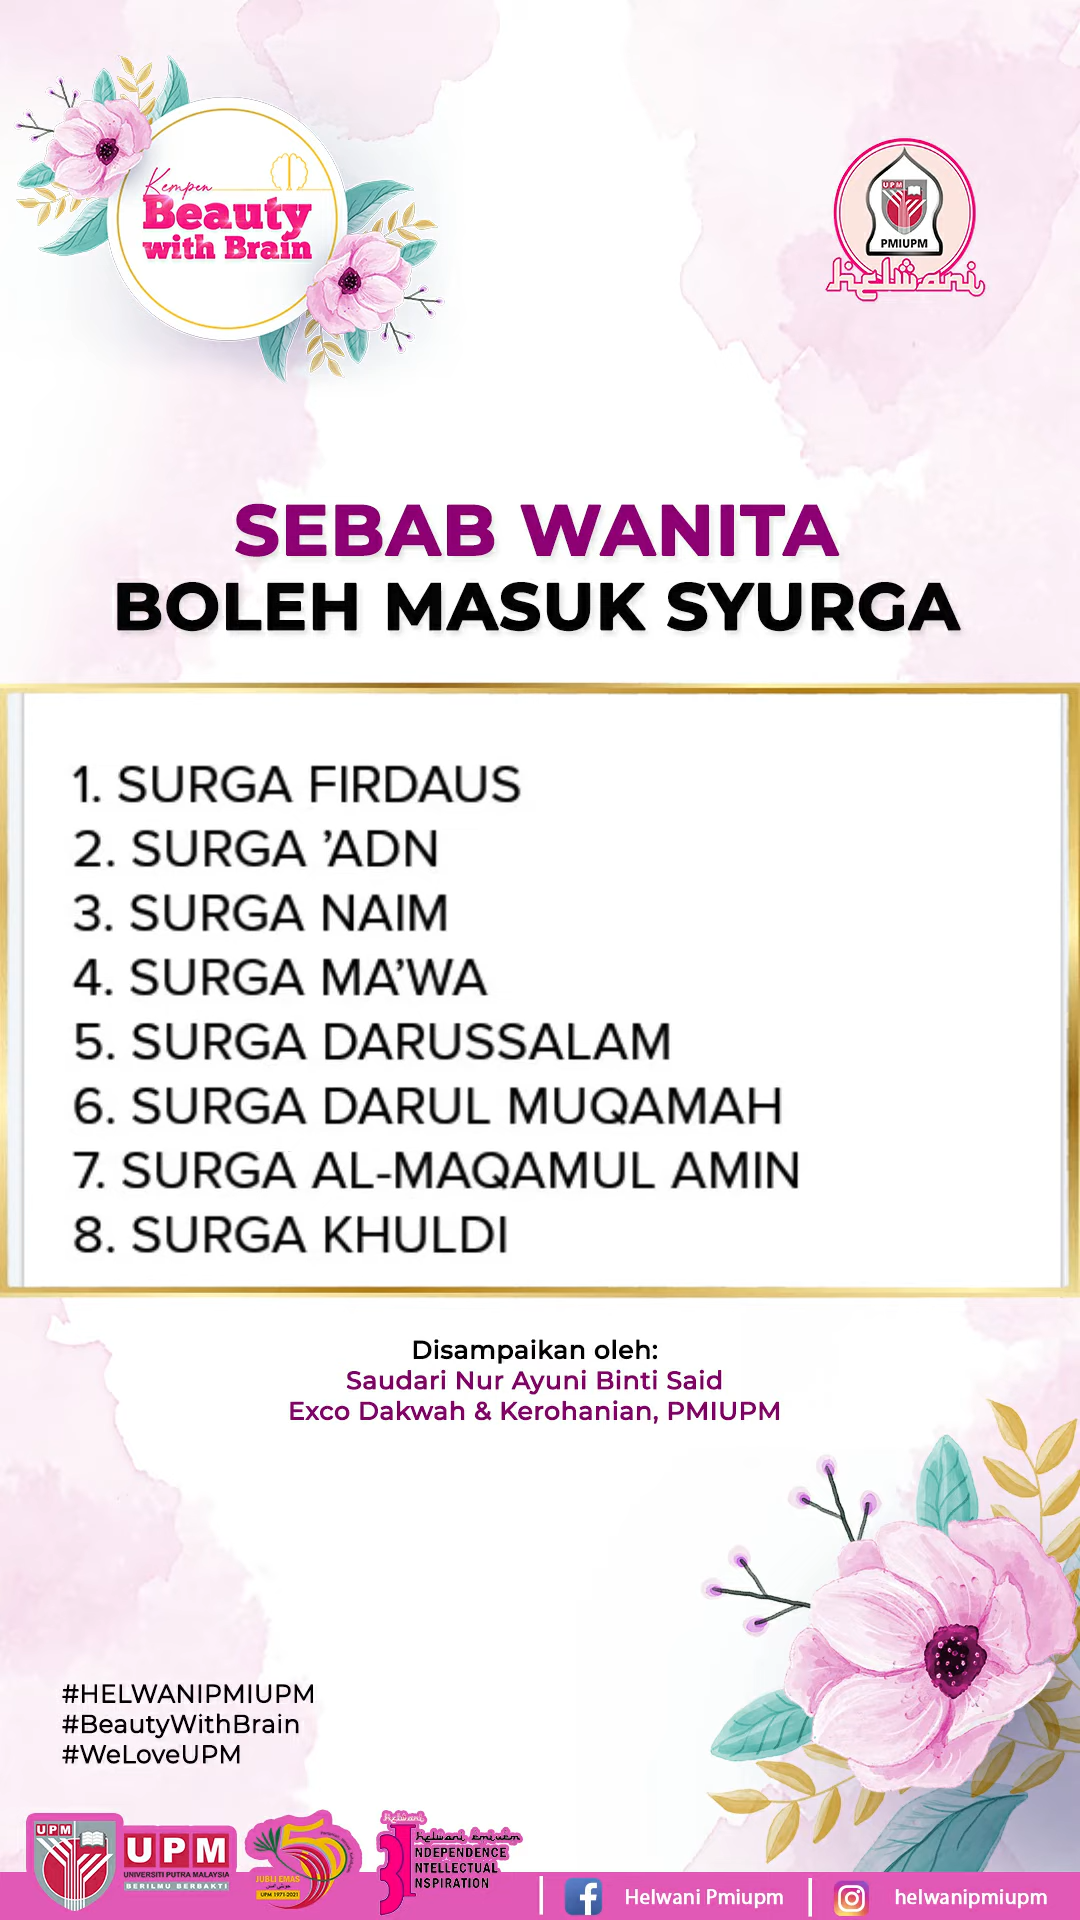 Kempen
Beauty
with Brain
UPM
PMIUPM
helwani
SEBAB WANITA
BOLEH MASUK SYURGA
1. SURGA FIRDAUS
2. SURGA ’ADN
3. SURGA NAIM
4. SURGA MA’WA
5. SURGA DARUSSALAM
6. SURGA DARUL MUQAMAH
7. SURGA AL-MAQAMUL AMIN
8. SURGA KHULDI
Disampaikan oleh:
Saudari Nur Ayuni Binti Said
Exco Dakwah & Kerohanian, PMIUPM
#HELWANIPMIUPM
#BeautyWithBrain
#WeLoveUPM
UPM
UPM
UNIVERSITI PUTRA MALAYSIA
BERILMU BERBAKTI
JUBLI EMAS
UPM 1971-2021
helwani
helwani pmiupm
NDEPENDENCE
NTELLECTUAL
NSPIRATION
Helwani Pmiupm
helwanipmiupm